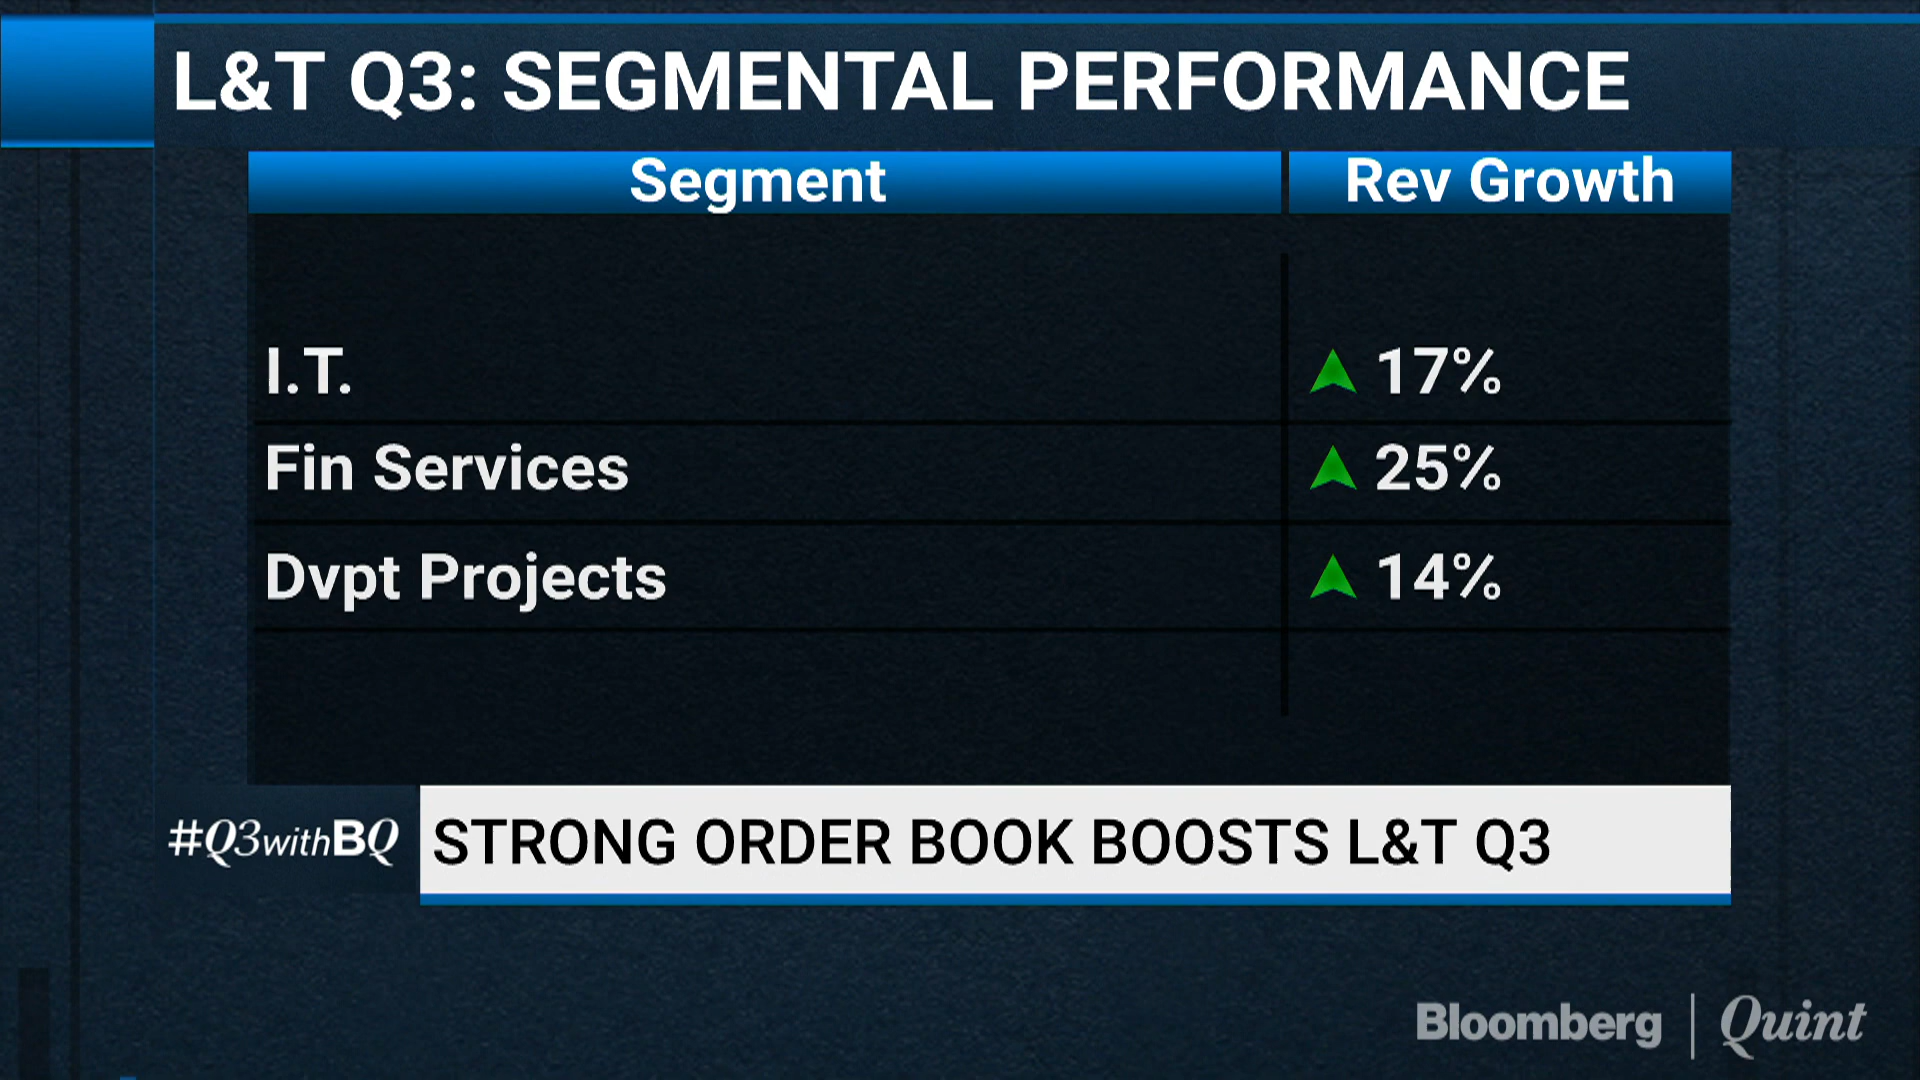 L&T Q3: SEGMENTAL PERFORMANCE
Segment Rev Growth
I.T. 17%
Fin Services 25%
Dvpt Projects 14%
#Q3withBQ STRONG ORDER BOOK BOOSTS L&T Q3
Bloomberg | Quint